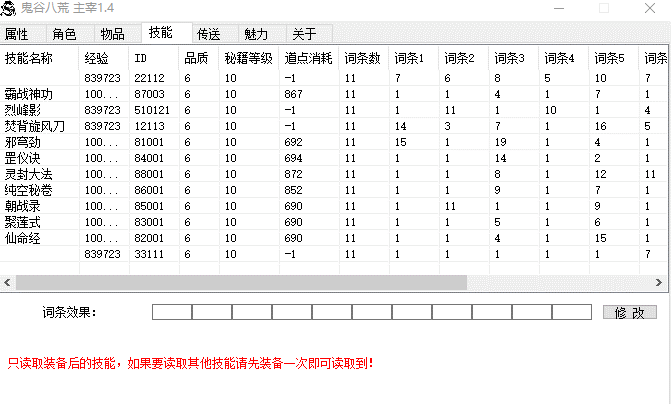 鬼谷八荒 主宰1.4
属性 角色 物品 技能 传送 魅力 关于
技能名称 经验 ID 品质 秘籍等级 道点消耗 词条数 词条1 词条2 词条3 词条4 词条5 词条
839723 22112 6 10 -1 11 7 6 8 5 10 7
霸战神功 100... 87003 6 10 867 11 1 1 4 1 7 1
烈峰影 839723 510121 6 10 -1 11 1 11 1 10 1 4
焚背旋风刀 839723 12113 6 10 -1 11 14 3 7 1 16 5
邪穹劲 100... 81001 6 10 692 11 15 1 19 1 4 1
罡仪诀 100... 84001 6 10 694 11 1 1 14 1 2 1
灵封大法 100... 88001 6 10 872 11 1 1 8 1 12 11
纯空秘卷 100... 86001 6 10 852 11 1 1 9 1 7 1
朝战录 100... 85001 6 10 690 11 1 11 1 1 9 1
聚莲式 100... 83001 6 10 690 11 1 1 5 1 6 1
仙命经 100... 82001 6 10 690 11 1 1 4 1 15 1
839723 33111 6 10 -1 11 1 1 1 1 1 7
词条效果： 修 改
只读取装备后的技能，如果要读取其他技能请先装备一次即可读取到！